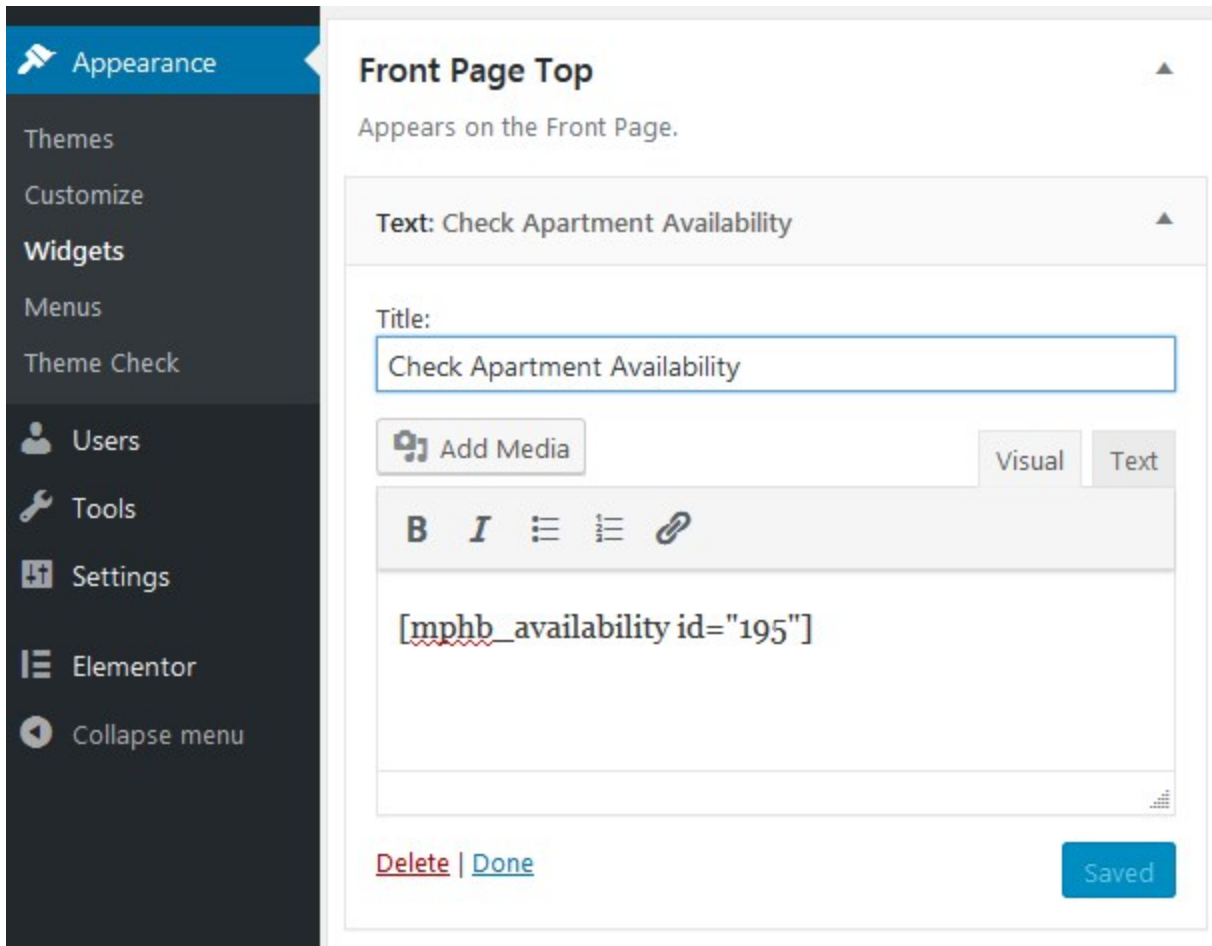 Appearance
Themes
Customize
Widgets
Menus
Theme Check
Users
Tools
Settings
Elementor
Collapse menu
Front Page Top
Appears on the Front Page.
Text: Check Apartment Availability
Title:
Check Apartment Availability
Add Media
Visual Text
B I
[mphb_availability id="195"]
Delete | Done
Saved